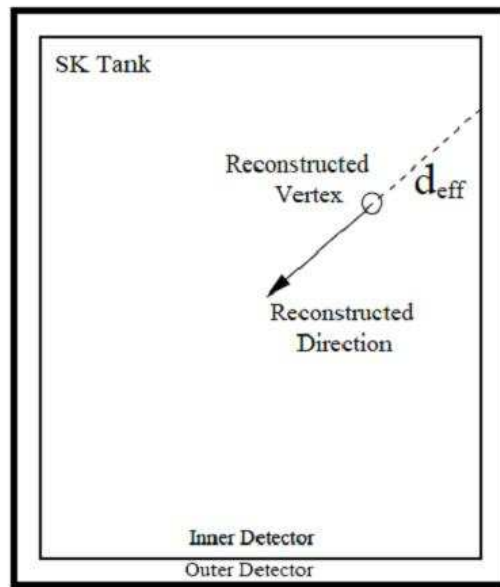 SK Tank
Reconstructed
Vertex
deff
Reconstructed
Direction
Inner Detector
Outer Detector